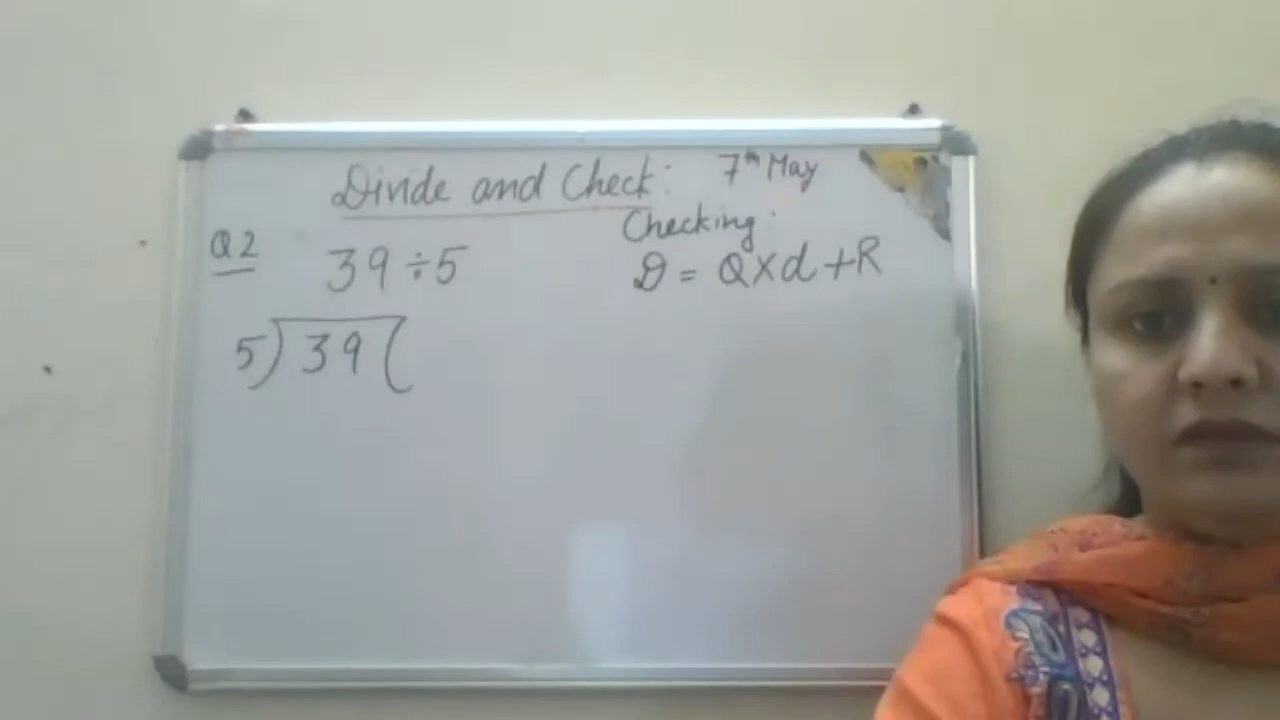 Divide and Check: 7th May
Checking:
Q2 39 ÷ 5
D = Q x d + R
5) 39 (